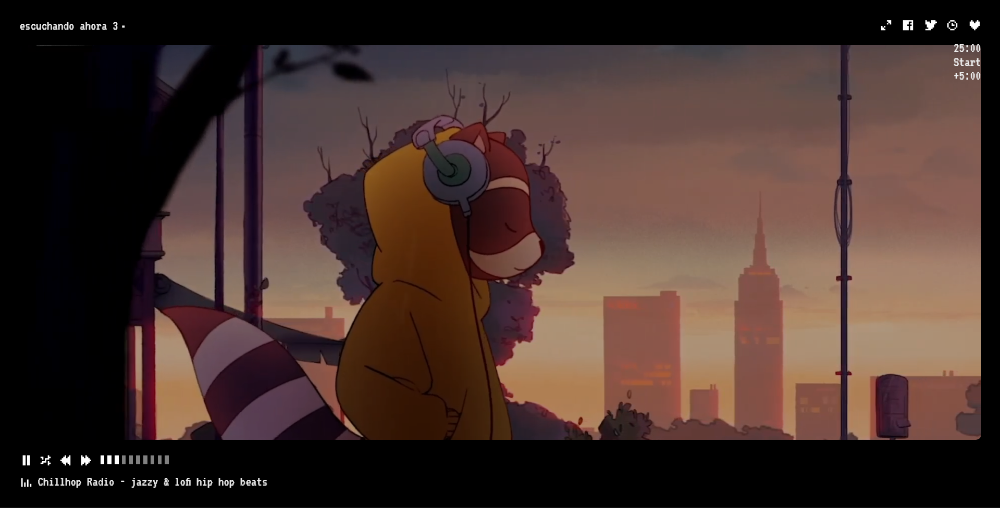 escuchando ahora 3
25:00
Start
+5:00
Chillhop Radio - jazzy & lofi hip hop beats